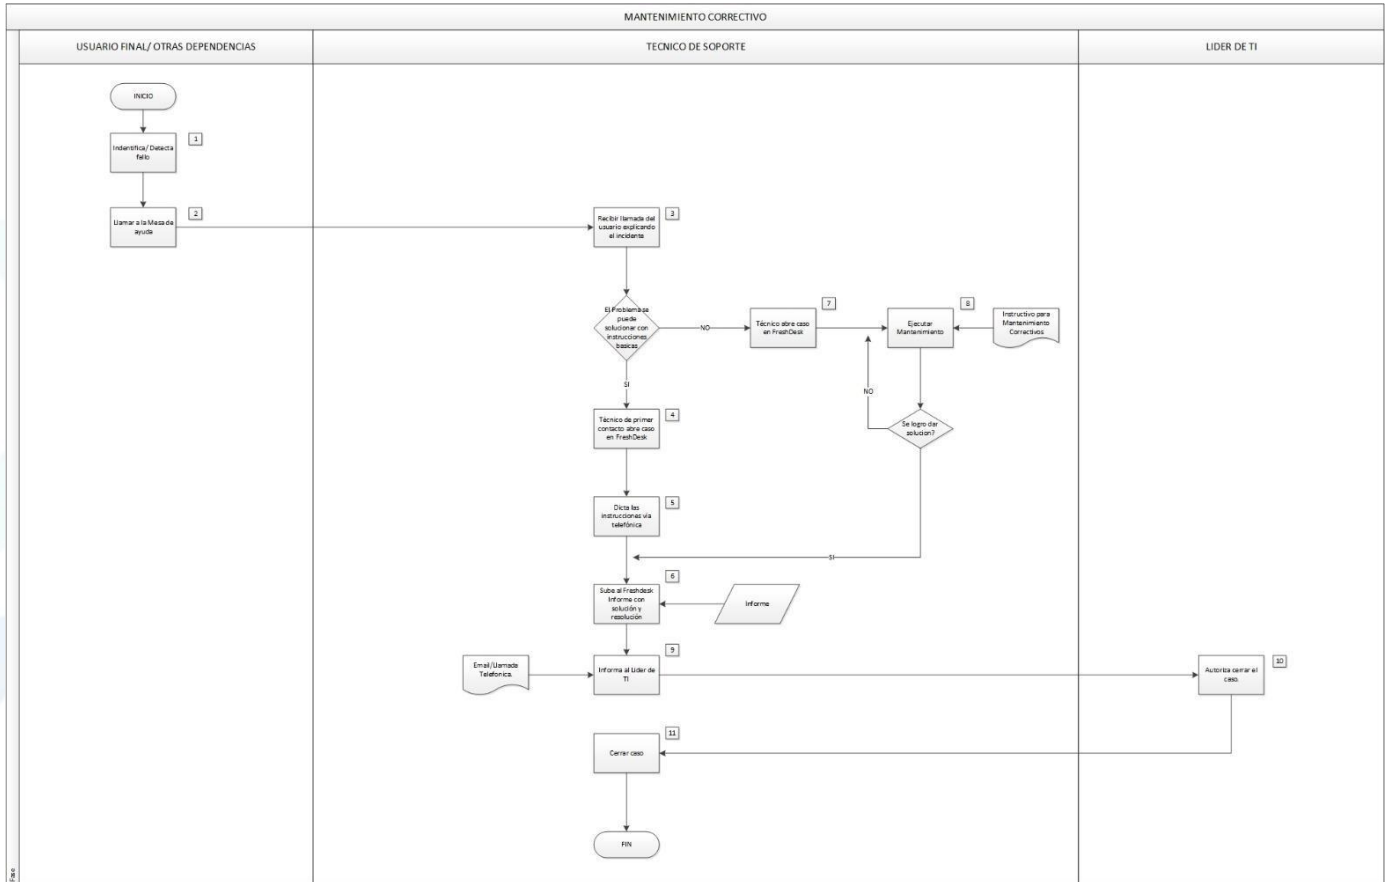 MANTENIMIENTO CORRECTIVO
USUARIO FINAL/ OTRAS DEPENDENCIAS
TECNICO DE SOPORTE
LIDER DE TI
INICIO
1
Indentifica/ Detecta
fello
2
Llamar a la Mesa de
ayuda
3
Recibir llamada del
usuario explicando
el incidente
El Problema se
puede
solucionar con
instrucciones
basicas
NO
7
Técnico abre caso
en FreshDesk
8
Ejecutar
Mantenimiento
Instructivo para
Mantenimiento
Correctivos
SI
NO
4
Técnico de primer
contacto abre caso
en FreshDesk
Se logro dar
solucion?
5
Dicta las
instrucciones vía
telefónica
SI
6
Sube al Freshdesk
Informe con
solución y
resolución
Informe
9
Email/Llamada
Telefonica.
Informa al Lider de
TI
10
Autoriza cerrar el
caso.
11
Cerrar caso
FIN
Fase